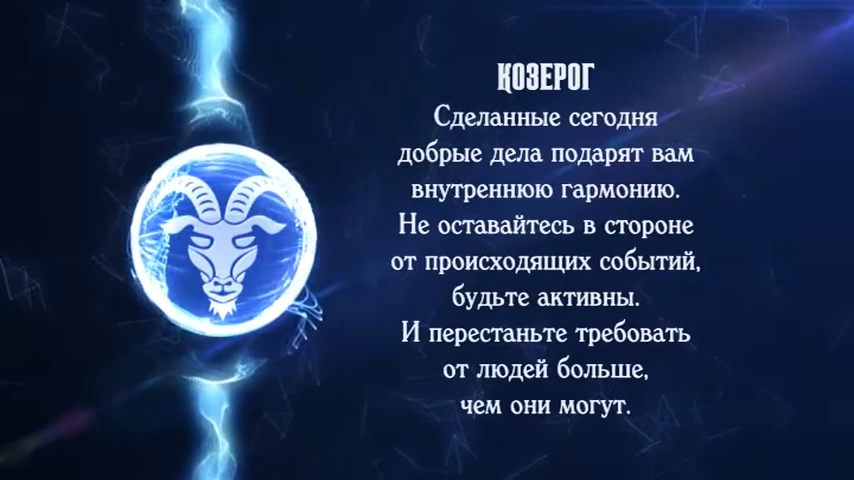 КОЗЕРОГ
Сделанные сегодня
добрые дела подарят вам
внутреннюю гармонию.
Не оставайтесь в стороне
от происходящих событий,
будьте активны.
И перестаньте требовать
от людей больше,
чем они могут.